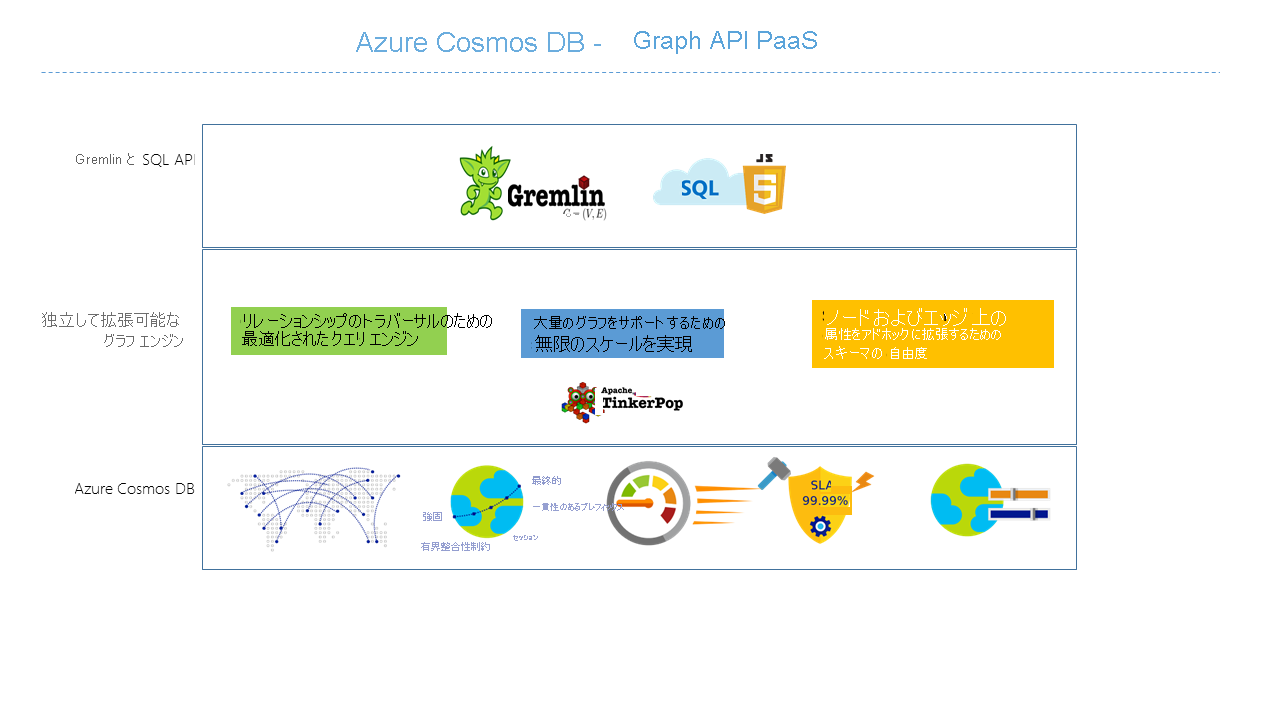 Azure Cosmos DB - Graph API PaaS
Gremlin と SQL API
Gremlin
G = (V, E)
SQL
JS
独立して拡張可能な
グラフ エンジン
リレーションシップのトラバーサルのための
最適化されたクエリ エンジン
大量のグラフをサポートするための
無限のスケールを実現
ノードおよびエッジ上の
属性をアドホックに拡張するための
スキーマの自由度
Apache
TinkerPop
Azure Cosmos DB
最終的
一貫性のあるプレフィックス
強固
セッション
有界整合性制約
SLA
99.99%